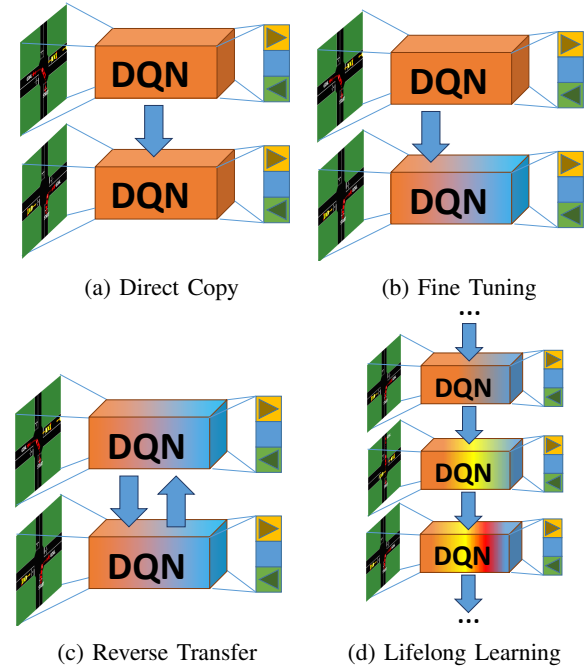 DQN
DQN
DQN
DQN
(a) Direct Copy
(b) Fine Tuning
...
DQN
DQN
DQN
DQN
DQN
...
(c) Reverse Transfer
(d) Lifelong Learning